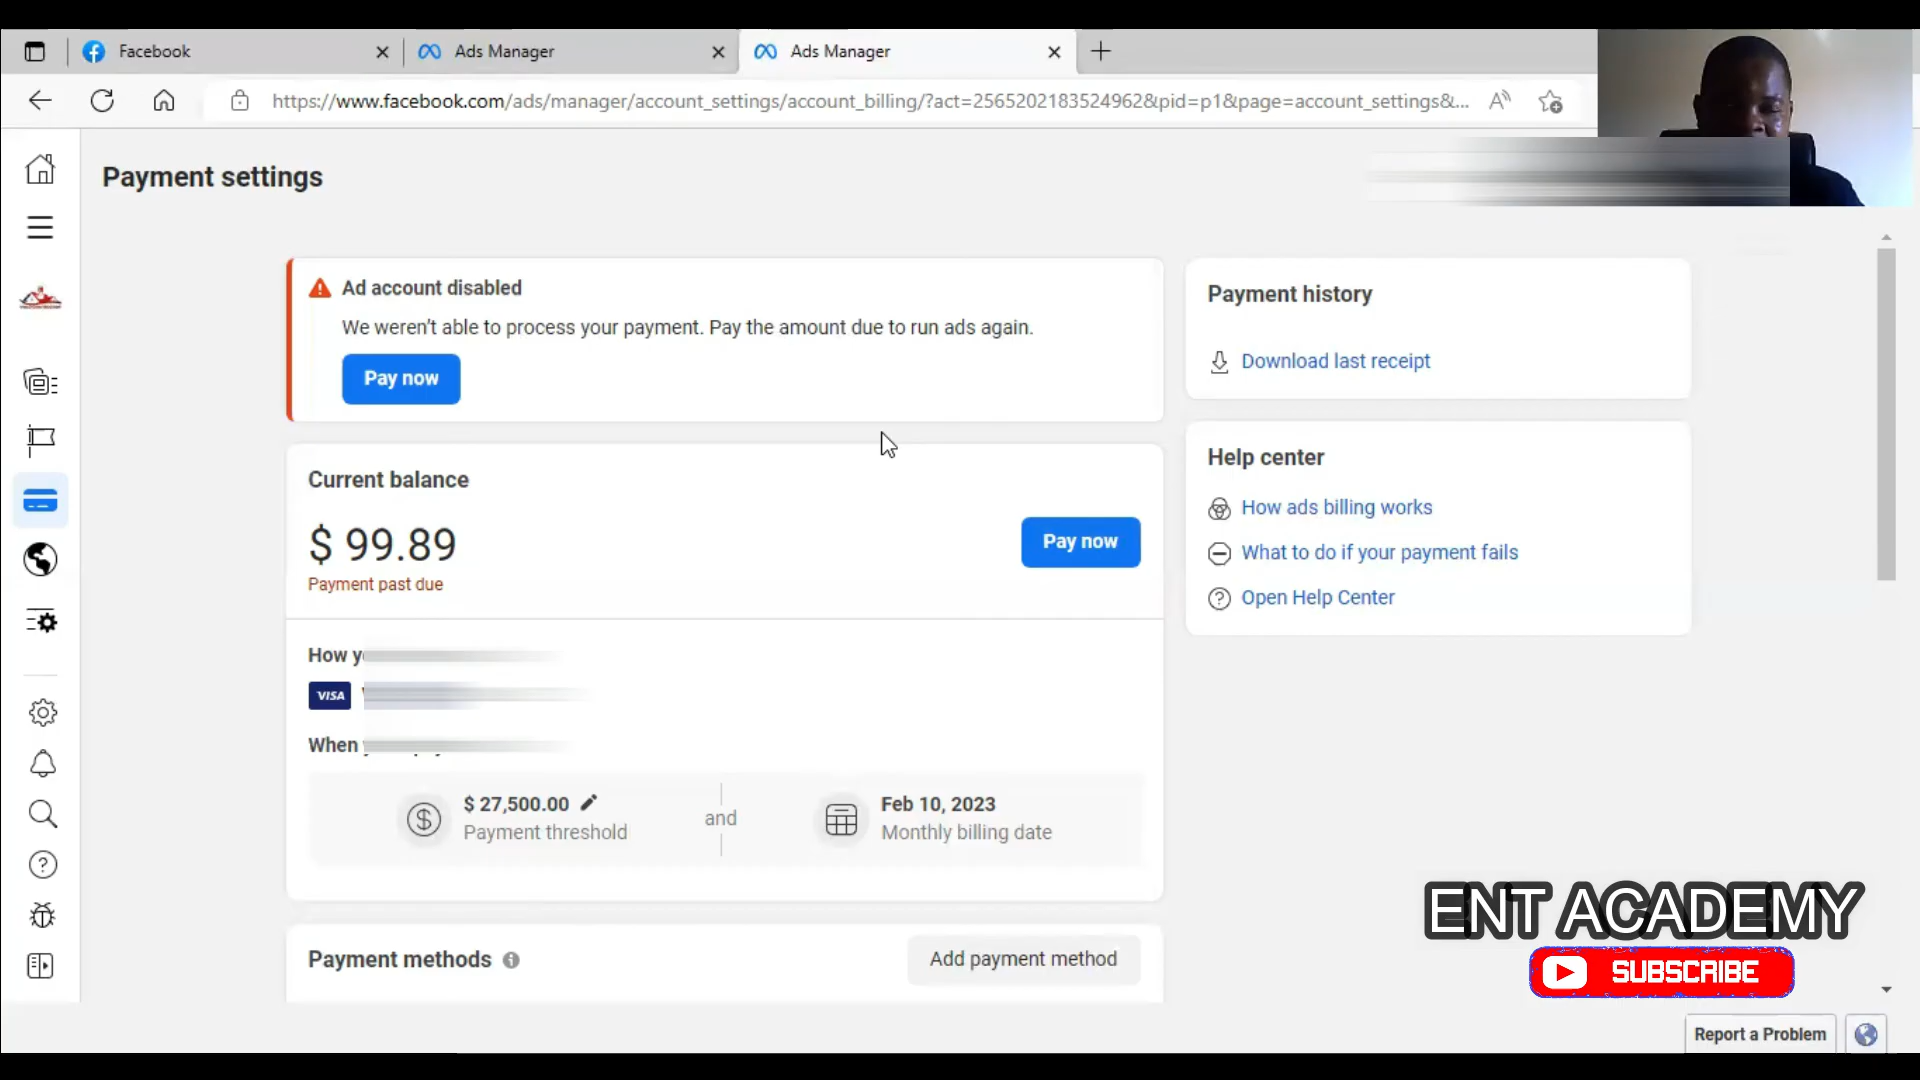 Facebook
Ads Manager
Ads Manager
https://www.facebook.com/ads/manager/account_settings/account_billing/?act=2565202183524962&pid=p1&page=account_settings&...
Payment settings
Ad account disabled
We weren't able to process your payment. Pay the amount due to run ads again.
Pay now
Current balance
$ 99.89
Payment past due
Pay now
How
VISA
When
$ 27,500.00
Payment threshold
and
Feb 10, 2023
Monthly billing date
Payment methods
Add payment method
Payment history
Download last receipt
Help center
How ads billing works
What to do if your payment fails
Open Help Center
ENT ACADEMY
SUBSCRIBE
Report a Problem